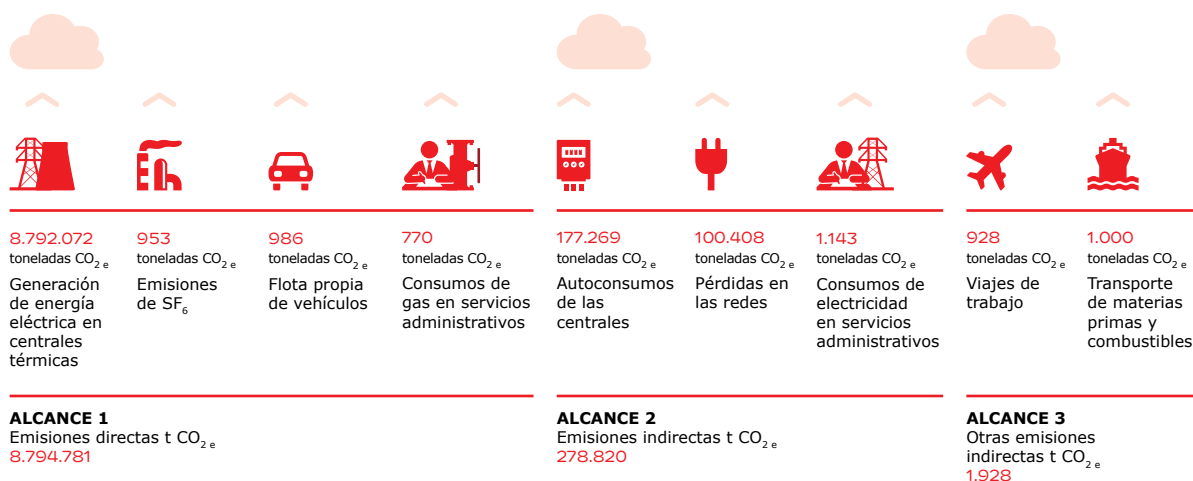 8.792.072
toneladas CO2 e
Generación
de energía
eléctrica en
centrales
térmicas
953
toneladas CO2 e
Emisiones
de SF6
986
toneladas CO2 e
Flota propia
de vehículos
770
toneladas CO2 e
Consumos de
gas en servicios
administrativos
ALCANCE 1
Emisiones directas t CO2 e
8.794.781
177.269
toneladas CO2 e
Autoconsumos
de las
centrales
100.408
toneladas CO2 e
Pérdidas en
las redes
1.143
toneladas CO2 e
Consumos de
electricidad
en servicios
administrativos
ALCANCE 2
Emisiones indirectas t CO2 e
278.820
928
toneladas CO2 e
Viajes de
trabajo
1.000
toneladas CO2 e
Transporte
de materias
primas y
combustibles
ALCANCE 3
Otras emisiones
indirectas t CO2 e
1.928